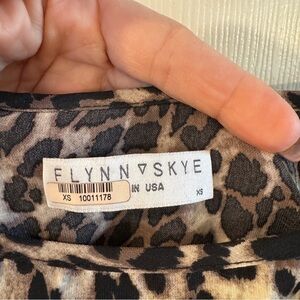 FLYNN ▽ SKYE
IN USA XS
XS 10011178